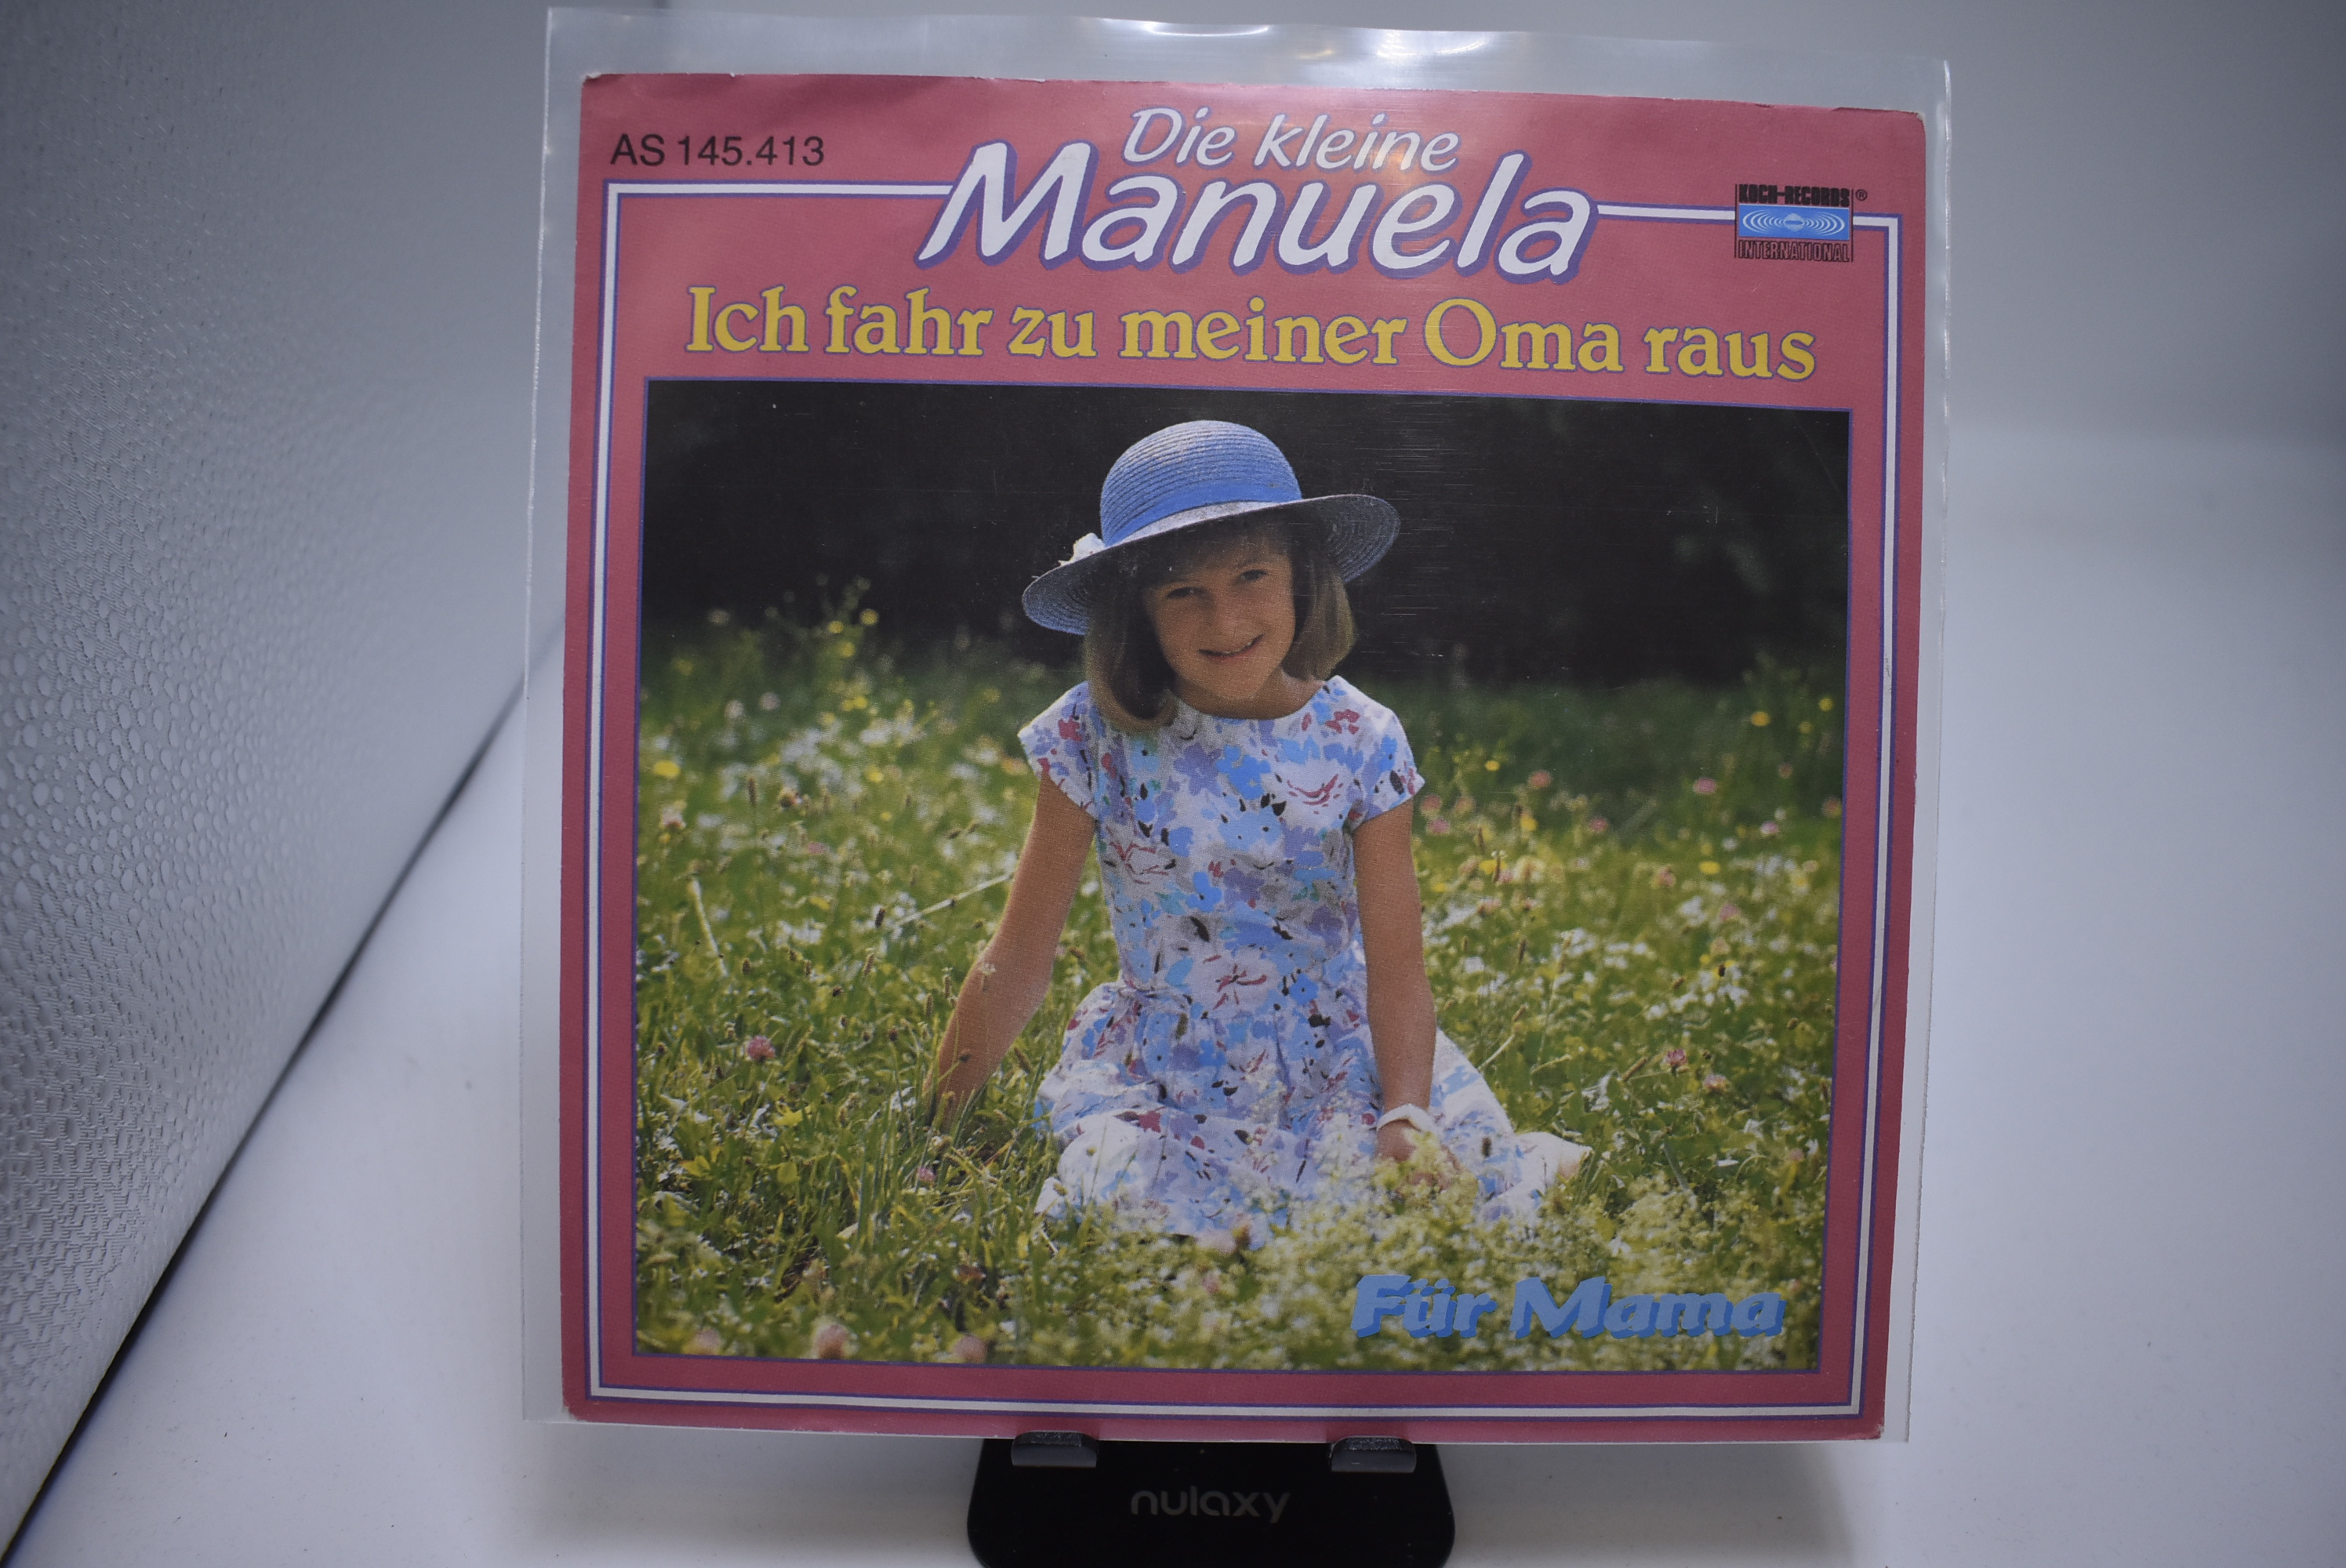 AS 145.413
Die kleine
Manuela
KOCH-RECORDS®
INTERNATIONAL
Ich fahr zu meiner Oma raus
Für Mama
nulaxy